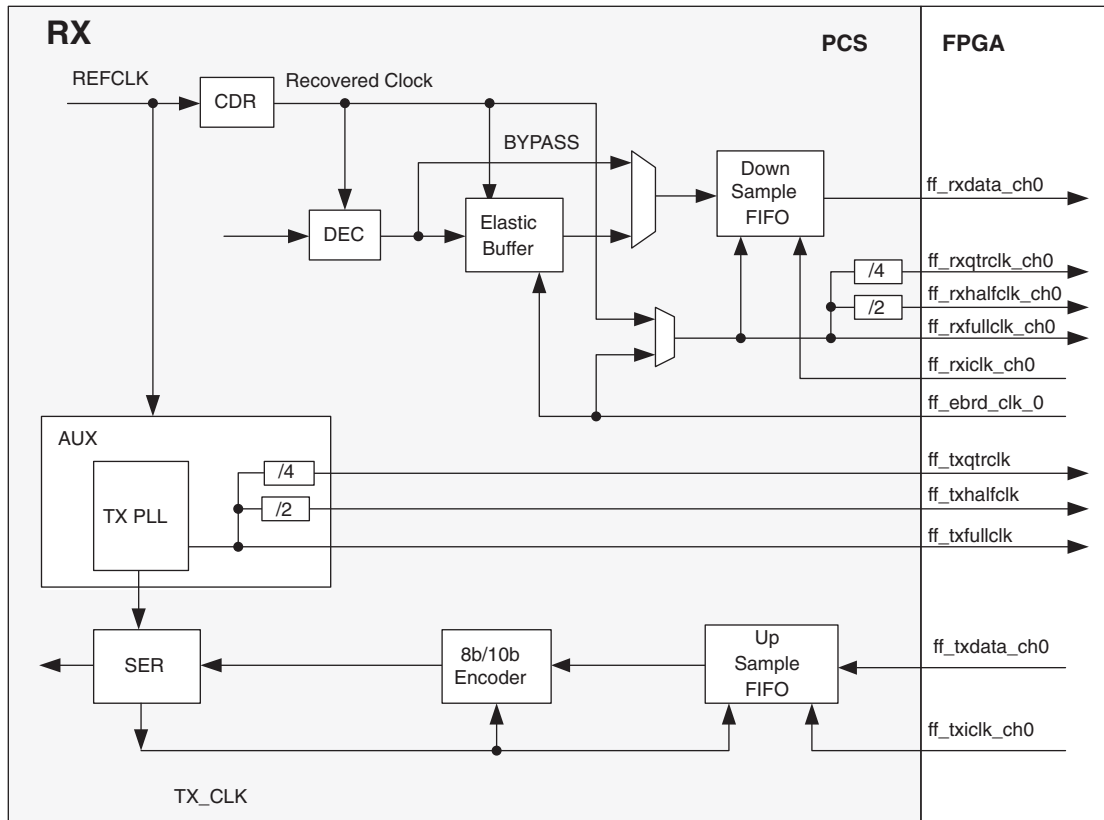 RX
PCS
FPGA
REFCLK
CDR
Recovered Clock
BYPASS
DEC
Elastic
Buffer
Down
Sample
FIFO
ff_rxdata_ch0
/4
ff_rxqtrclk_ch0
/2
ff_rxhalfclk_ch0
ff_rxfullclk_ch0
ff_rxiclk_ch0
ff_ebrd_clk_0
AUX
TX PLL
/4
ff_txqtrclk
/2
ff_txhalfclk
ff_txfullclk
SER
8b/10b
Encoder
Up
Sample
FIFO
ff_txdata_ch0
ff_txiclk_ch0
TX_CLK